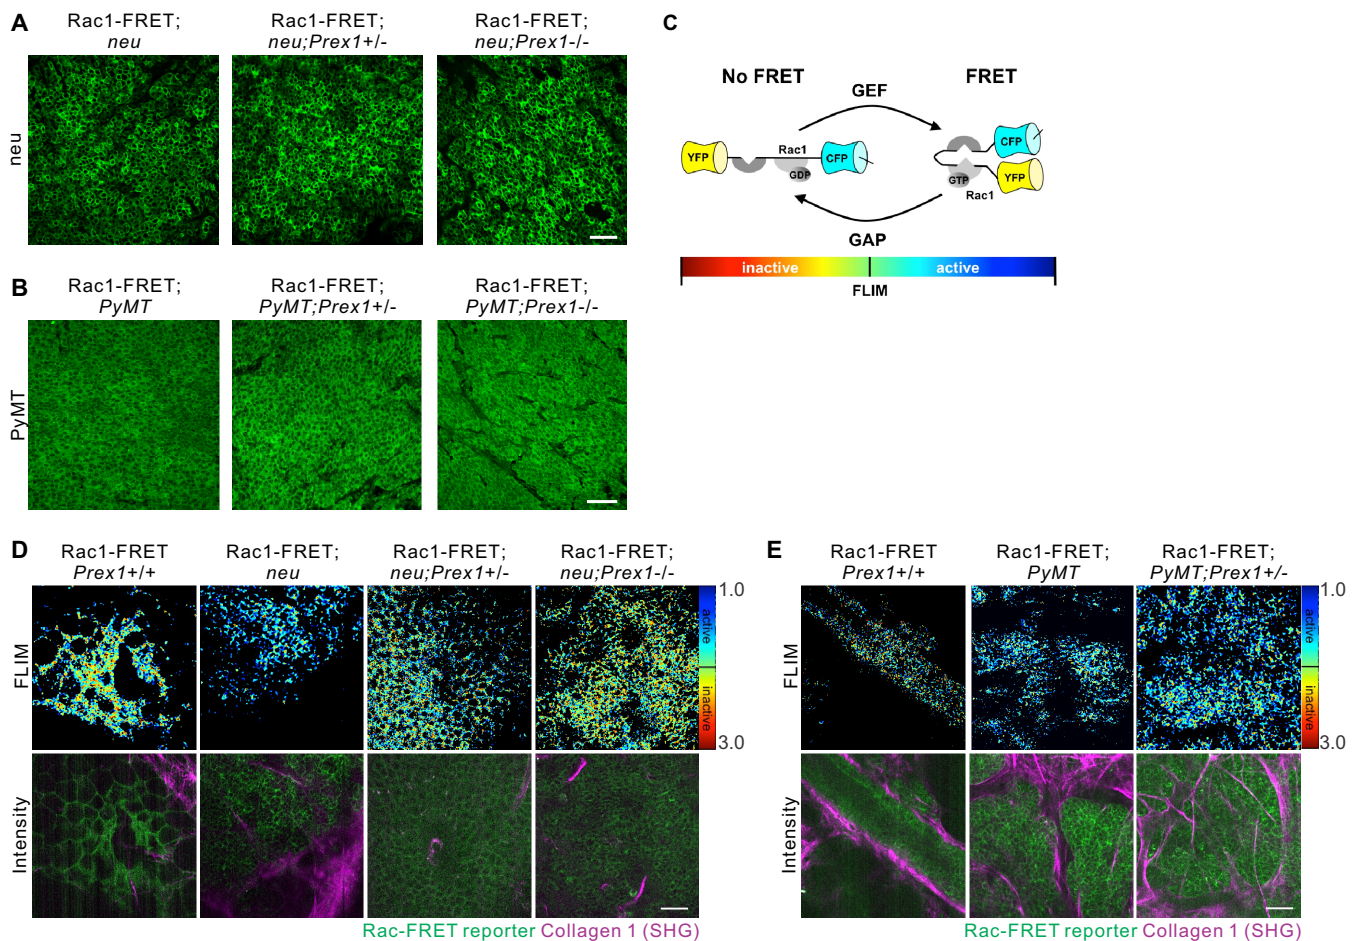 A
Rac1-FRET;
neu
Rac1-FRET;
neu;Prex1+/-
Rac1-FRET;
neu;Prex1-/-
neu
B
Rac1-FRET;
PyMT
Rac1-FRET;
PyMT;Prex1+/-
Rac1-FRET;
PyMT;Prex1-/-
PyMT
C
No FRET
GEF
FRET
YFP
Rac1
GDP
CFP
CFP
YFP
GTP
Rac1
GAP
inactive
active
FLIM
D
Rac1-FRET
Prex1+/+
Rac1-FRET;
neu
Rac1-FRET;
neu;Prex1+/-
Rac1-FRET;
neu;Prex1-/-
FLIM
1.0
active
inactive
3.0
Intensity
Rac-FRET reporter Collagen 1 (SHG)
E
Rac1-FRET
Prex1+/+
Rac1-FRET;
PyMT
Rac1-FRET;
PyMT;Prex1+/-
FLIM
1.0
active
inactive
3.0
Intensity
Rac-FRET reporter Collagen 1 (SHG)